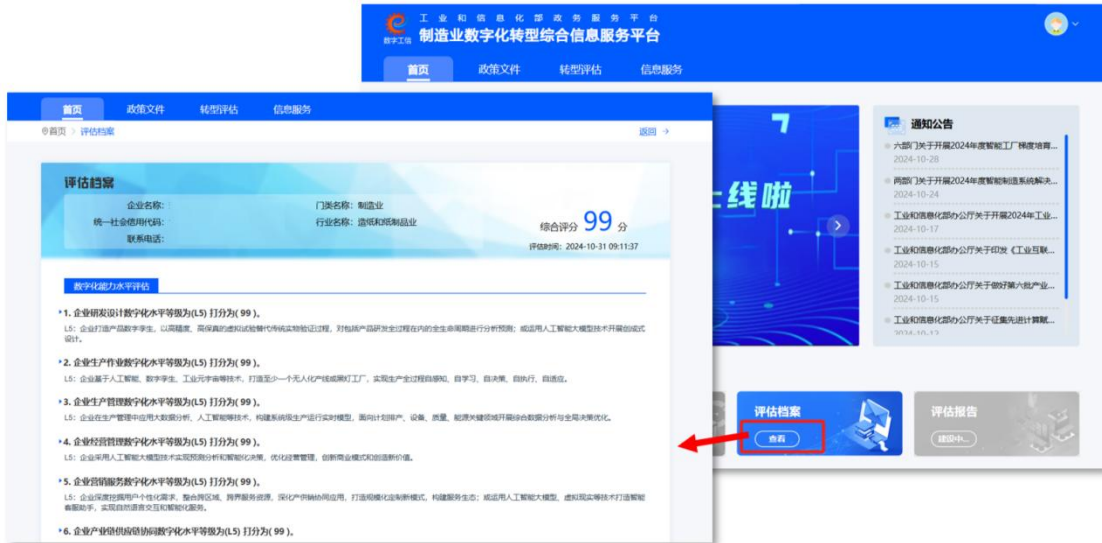 工业和信息化部政务服务平台
数字工信
制造业数字化转型综合信息服务平台
首页 政策文件 转型评估 信息服务
上线啦
通知公告
六部门关于开展2024年度智能工厂梯度培育...
2024-10-28
两部门关于开展2024年度智能制造系统解决...
2024-10-24
工业和信息化部办公厅关于开展2024年工业...
2024-10-17
工业和信息化部办公厅关于印发《工业互联...
2024-10-15
工业和信息化部办公厅关于做好第六批产业...
2024-10-15
工业和信息化部办公厅关于征集先进计算赋...
2024-10-12
评估档案
查看
评估报告
建设中...
首页 政策文件 转型评估 信息服务
首页 > 评估档案 返回 →
评估档案
企业名称: 门类名称: 制造业
统一社会信用代码: 行业名称: 造纸和纸制品业
联系电话:
综合评分 99 分
评估时间: 2024-10-31 09:11:37
数字化能力水平评估
1. 企业研发设计数字化水平等级为(L5) 打分为( 99 )。
L5: 企业打造产品数字孪生, 以高精度、高保真的虚拟试验替代传统实物验证过程, 对包括产品研发全过程在内的全生命周期进行分析预测; 或运用人工智能大模型技术开展创成式
设计。
2. 企业生产作业数字化水平等级为(L5) 打分为( 99 )。
L5: 企业基于人工智能、数字孪生、工业元宇宙等技术, 打造至少一个无人化产线或黑灯工厂, 实现生产全过程自感知、自学习、自决策、自执行、自适应。
3. 企业生产管理数字化水平等级为(L5) 打分为( 99 )。
L5: 企业在生产管理中应用大数据分析、人工智能等技术, 构建系统级生产运行实时模型, 面向计划排产、设备、质量、能源关键领域开展综合数据分析与全局决策优化。
4. 企业经营管理数字化水平等级为(L5) 打分为( 99 )。
L5: 企业采用人工智能大模型技术实现预测分析和智能化决策, 优化经营管理, 创新商业模式和创造新价值。
5. 企业营销服务数字化水平等级为(L5) 打分为( 99 )。
L5: 企业深度挖掘用户个性化需求, 整合跨区域、跨界服务资源, 深化产供销协同应用, 打造规模化定制新模式, 构建服务生态; 或运用人工智能大模型、虚拟现实等技术打造智能
客服助手, 实现自然语言交互和智能化服务。
6. 企业产业链供应链协同数字化水平等级为(L5) 打分为( 99 )。